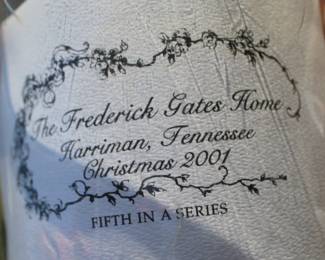 The Frederick Gates Home
Harriman, Tennessee
Christmas 2001
FIFTH IN A SERIES